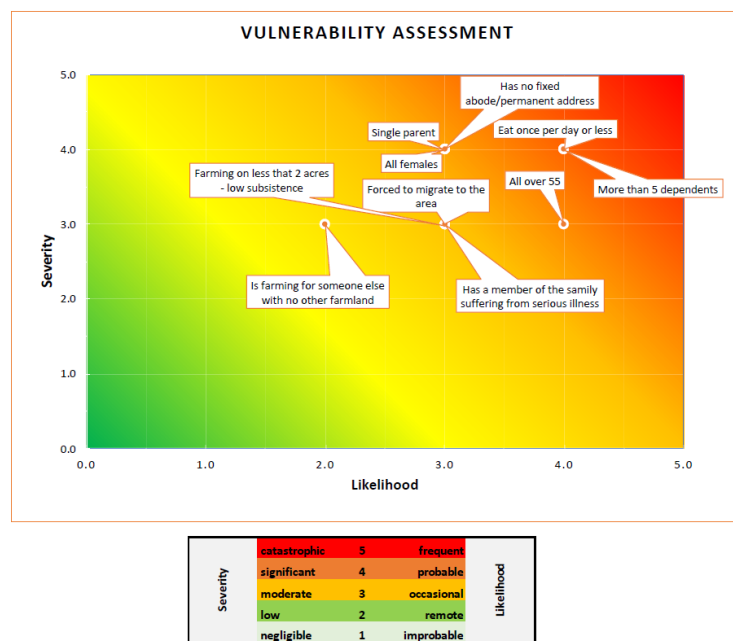 VULNERABILITY ASSESSMENT
5.0
4.0
3.0
2.0
1.0
0.0
Severity
Has no fixed
abode/permanent address
Single parent
Eat once per day or less
All females
Farming on less that 2 acres
- low subsistence
Forced to migrate to the
area
All over 55
More than 5 dependents
Is farming for someone else
with no other farmland
Has a member of the samily
suffering from serious illness
0.0 1.0 2.0 3.0 4.0 5.0
Likelihood
Severity
catastrophic 5 frequent
significant 4 probable
moderate 3 occasional
low 2 remote
negligible 1 improbable
Likelihood